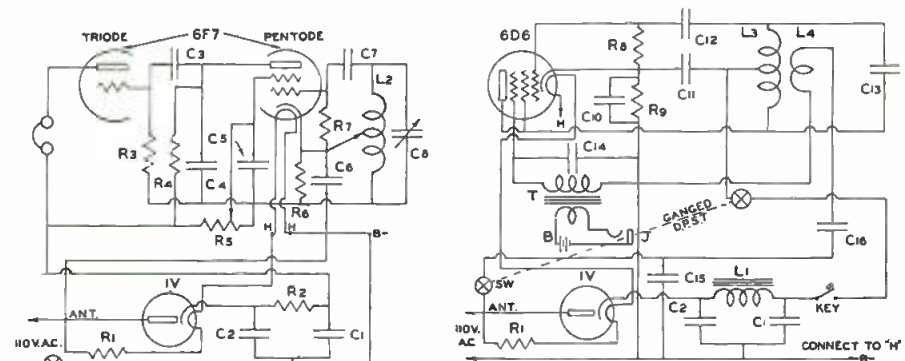 TRIODE 6F7 PENTODE
C3
C7
L2
R3
R4
C5
C4
R7
C6
C8
R5
R6
H H B-
1V
R2
ANT.
C2
C1
110V. A.C.
R1
6D6
R8
C12
L3
L4
C11
C13
H
C10
R9
C14
T
GANGED D.P.S.T.
B
J
C16
SW
1V
C15
L1
ANT.
C2
C1
KEY
110V. A.C.
R1
CONNECT TO "H"
B-